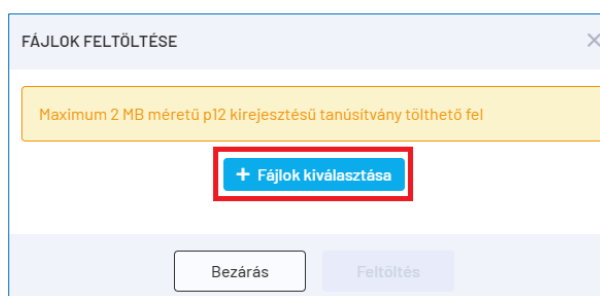 FÁJLOK FELTÖLTÉSE
Maximum 2 MB méretű p12 kirejesztésű tanúsítvány tölthető fel
+ Fájlok kiválasztása
Bezárás
Feltöltés